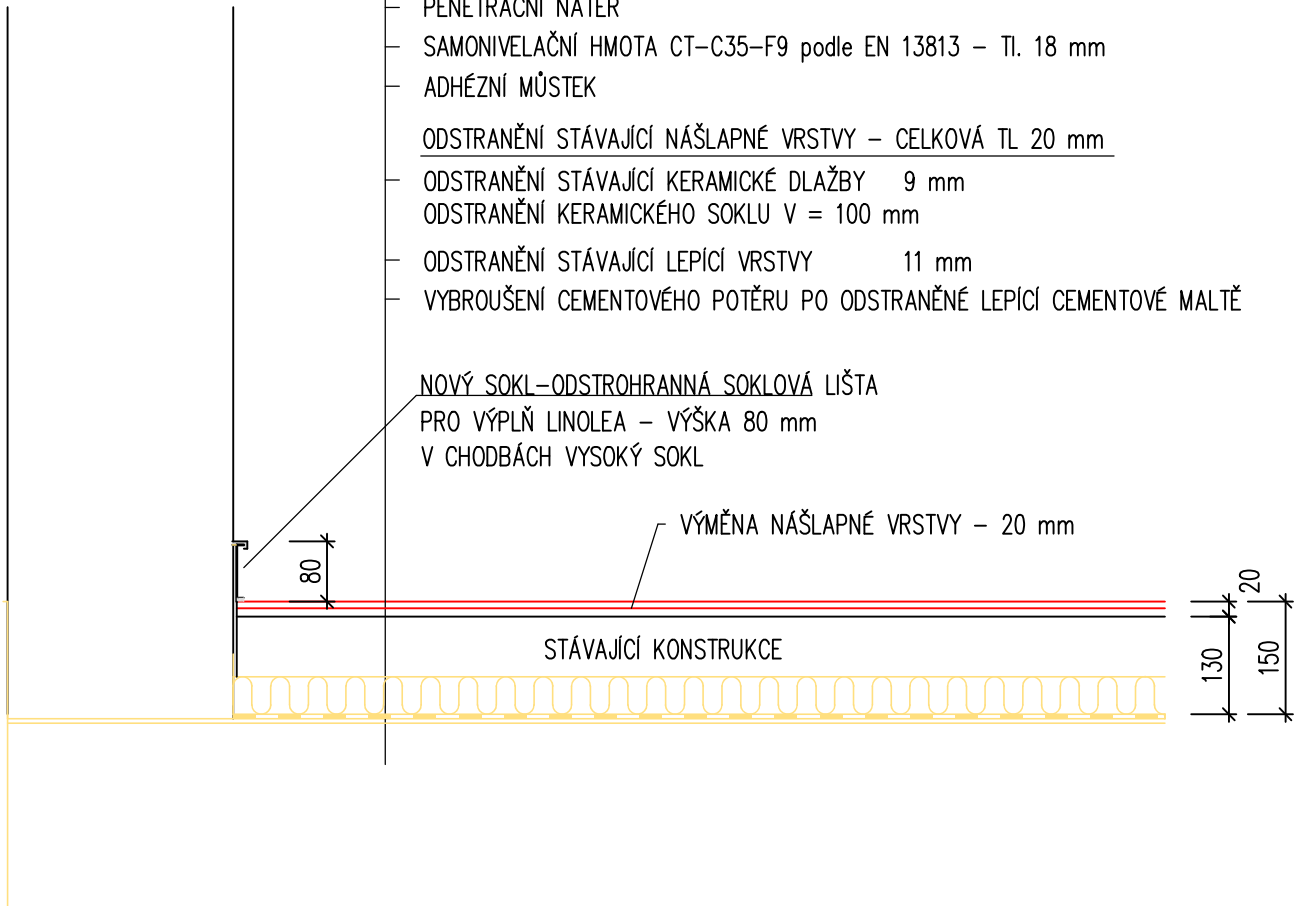 PENETRAČNÍ NÁTĚR
SAMONIVELAČNÍ HMOTA CT-C35-F9 podle EN 13813 - Tl. 18 mm
ADHÉZNÍ MŮSTEK
ODSTRANĚNÍ STÁVAJÍCÍ NÁŠLAPNÉ VRSTVY - CELKOVÁ TL 20 mm
ODSTRANĚNÍ STÁVAJÍCÍ KERAMICKÉ DLAŽBY 9 mm
ODSTRANĚNÍ KERAMICKÉHO SOKLU V = 100 mm
ODSTRANĚNÍ STÁVAJÍCÍ LEPÍCÍ VRSTVY 11 mm
VYBROUŠENÍ CEMENTOVÉHO POTĚRU PO ODSTRANĚNÉ LEPÍCÍ CEMENTOVÉ MALTĚ
NOVÝ SOKL-ODSTROHRANNÁ SOKLOVÁ LIŠTA
PRO VÝPLŇ LINOLEA - VÝŠKA 80 mm
V CHODBÁCH VYSOKÝ SOKL
VÝMĚNA NÁŠLAPNÉ VRSTVY - 20 mm
80
20
STÁVAJÍCÍ KONSTRUKCE
130
150